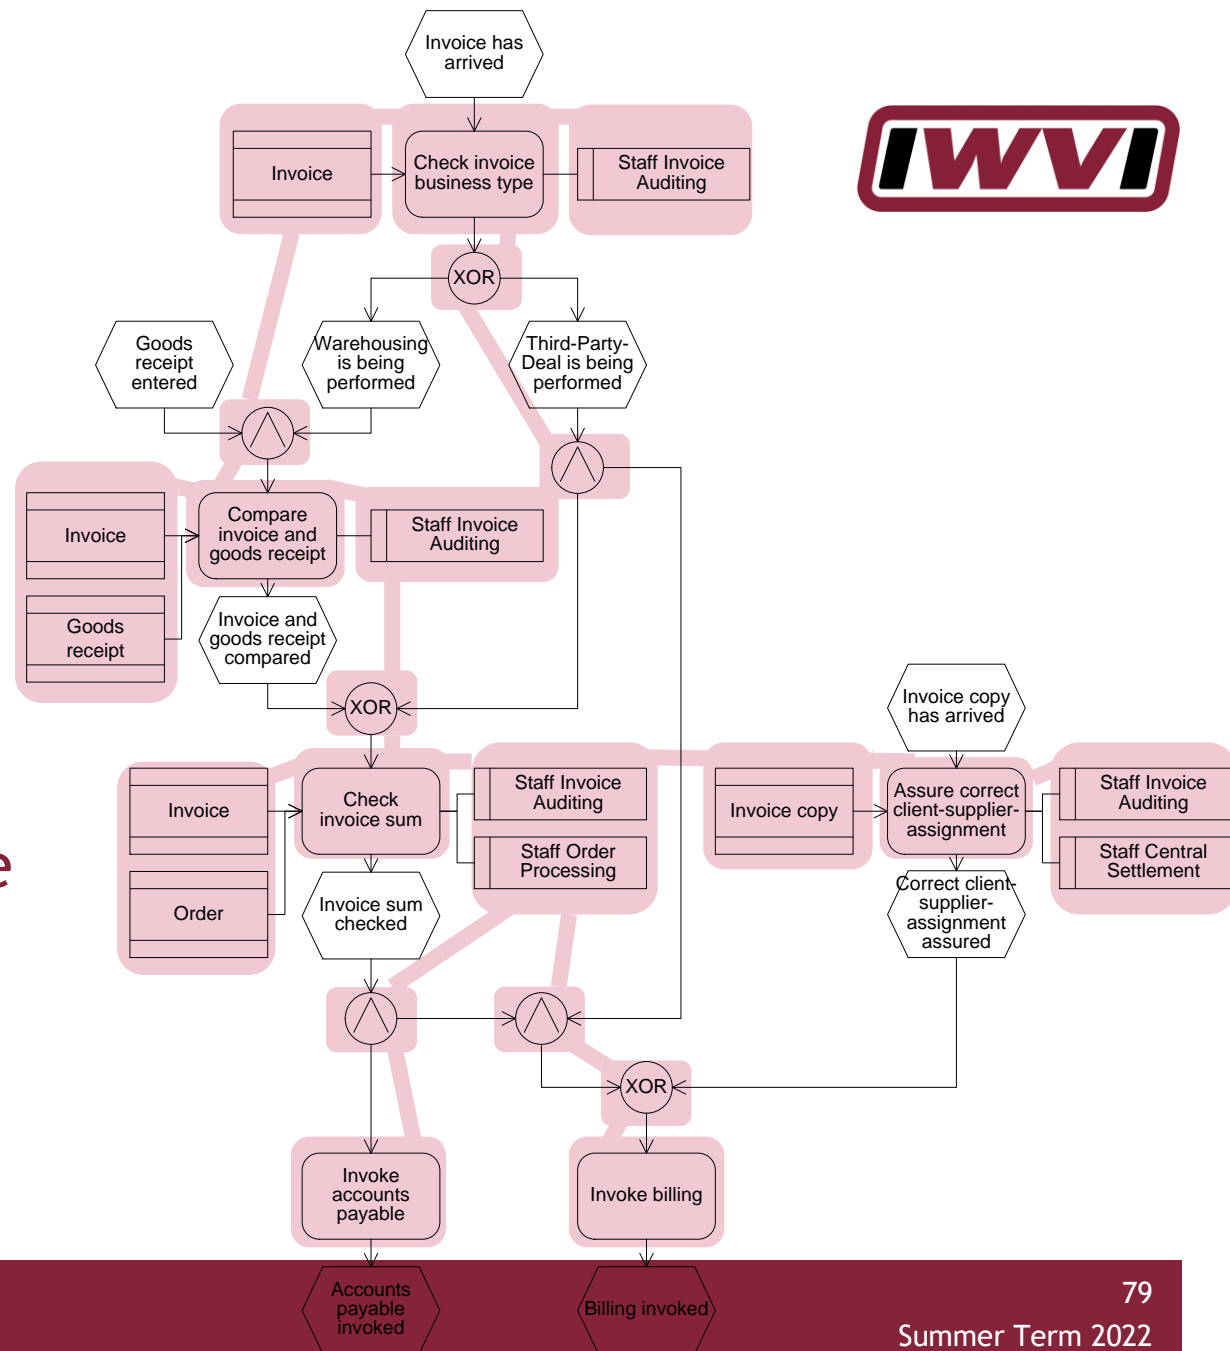 Invoice has
arrived
IWVI
Invoice
Check invoice
business type
Staff Invoice
Auditing
XOR
Goods
receipt
entered
Warehousing
is being
performed
Third-Party-
Deal is being
performed
Invoice
Compare
invoice and
goods receipt
Staff Invoice
Auditing
Goods
receipt
Invoice and
goods receipt
compared
XOR
Invoice copy
has arrived
Invoice
Check
invoice sum
Staff Invoice
Auditing
Invoice copy
Assure correct
client-supplier-
assignment
Staff Invoice
Auditing
Staff Order
Processing
Staff Central
Settlement
e
Order
Invoice sum
checked
Correct client-
supplier-
assignment
assured
XOR
Invoke
accounts
payable
Invoke billing
Accounts
payable
invoked
Billing invoked
79
Summer Term 2022